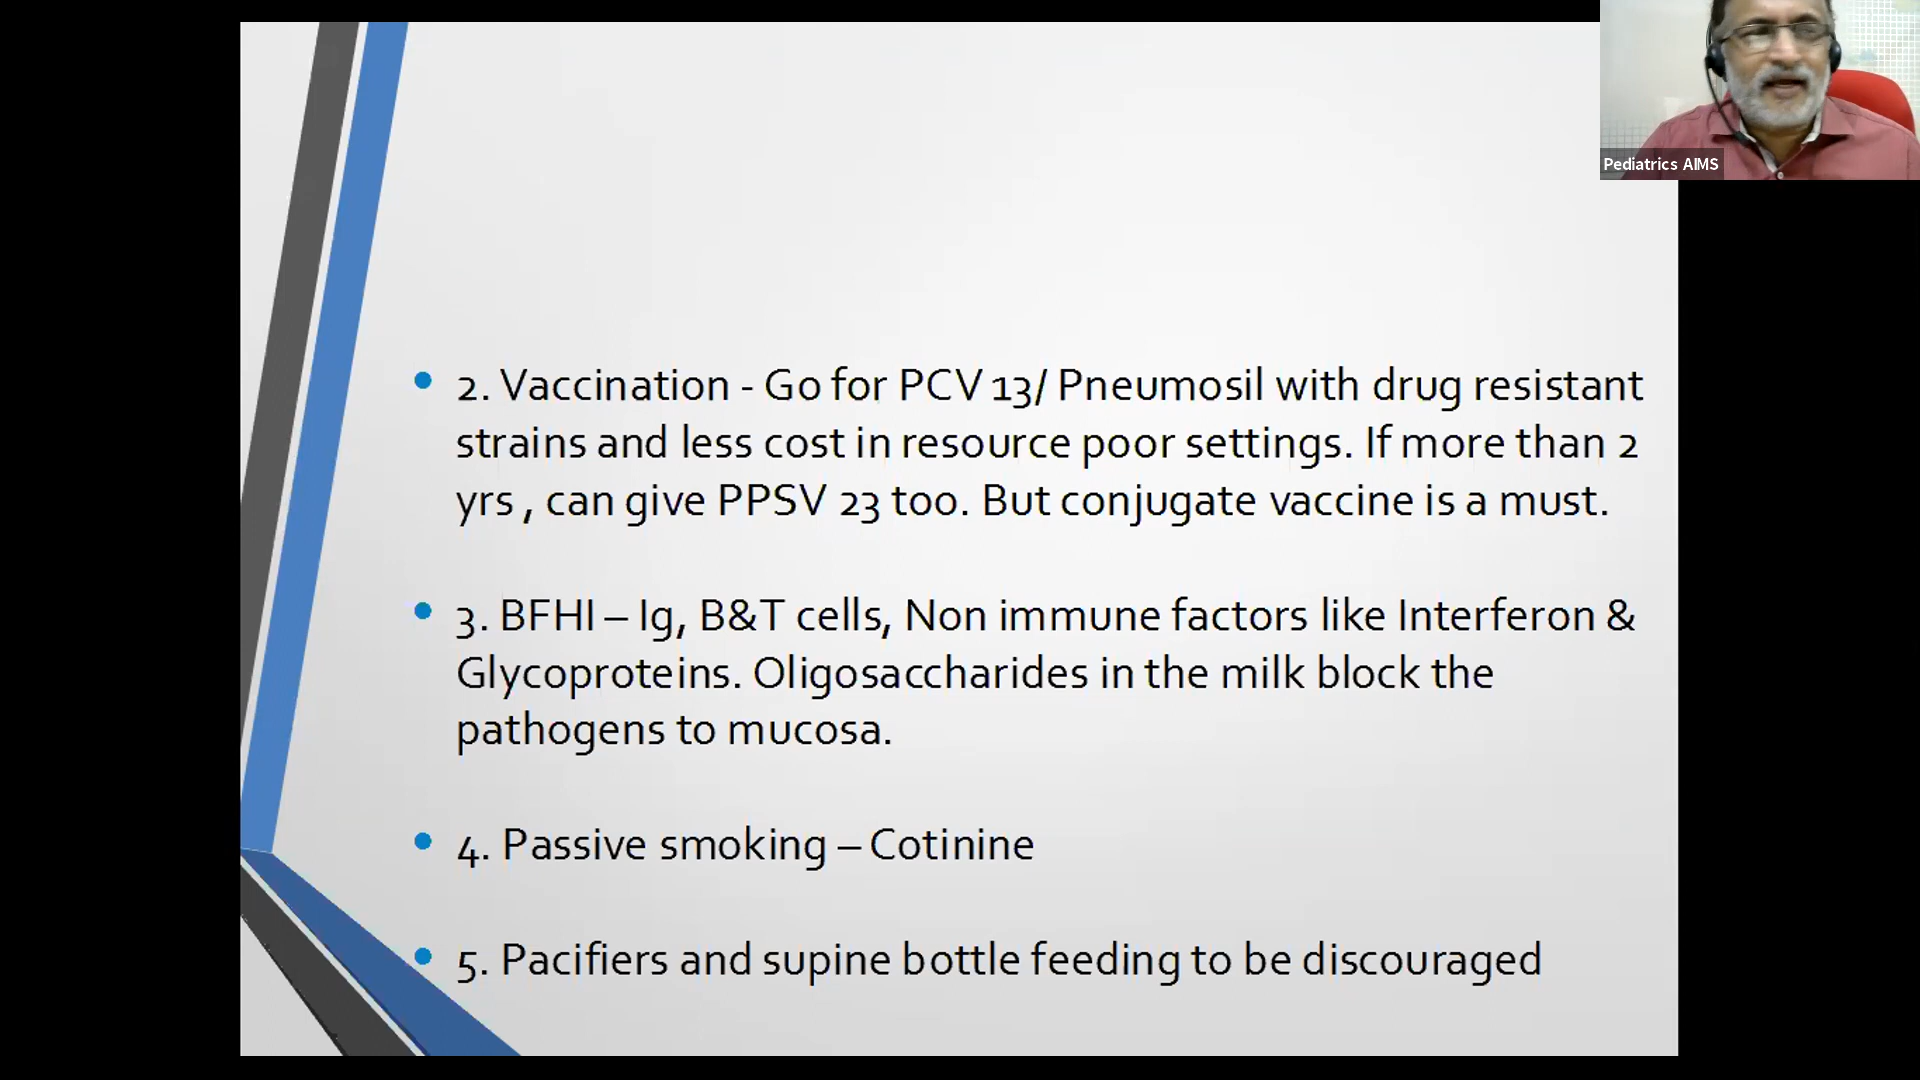 Pediatrics AIMS
• 2. Vaccination - Go for PCV 13/ Pneumosil with drug resistant
strains and less cost in resource poor settings. If more than 2
yrs , can give PPSV 23 too. But conjugate vaccine is a must.
• 3. BFHI – Ig, B&T cells, Non immune factors like Interferon &
Glycoproteins. Oligosaccharides in the milk block the
pathogens to mucosa.
• 4. Passive smoking – Cotinine
• 5. Pacifiers and supine bottle feeding to be discouraged